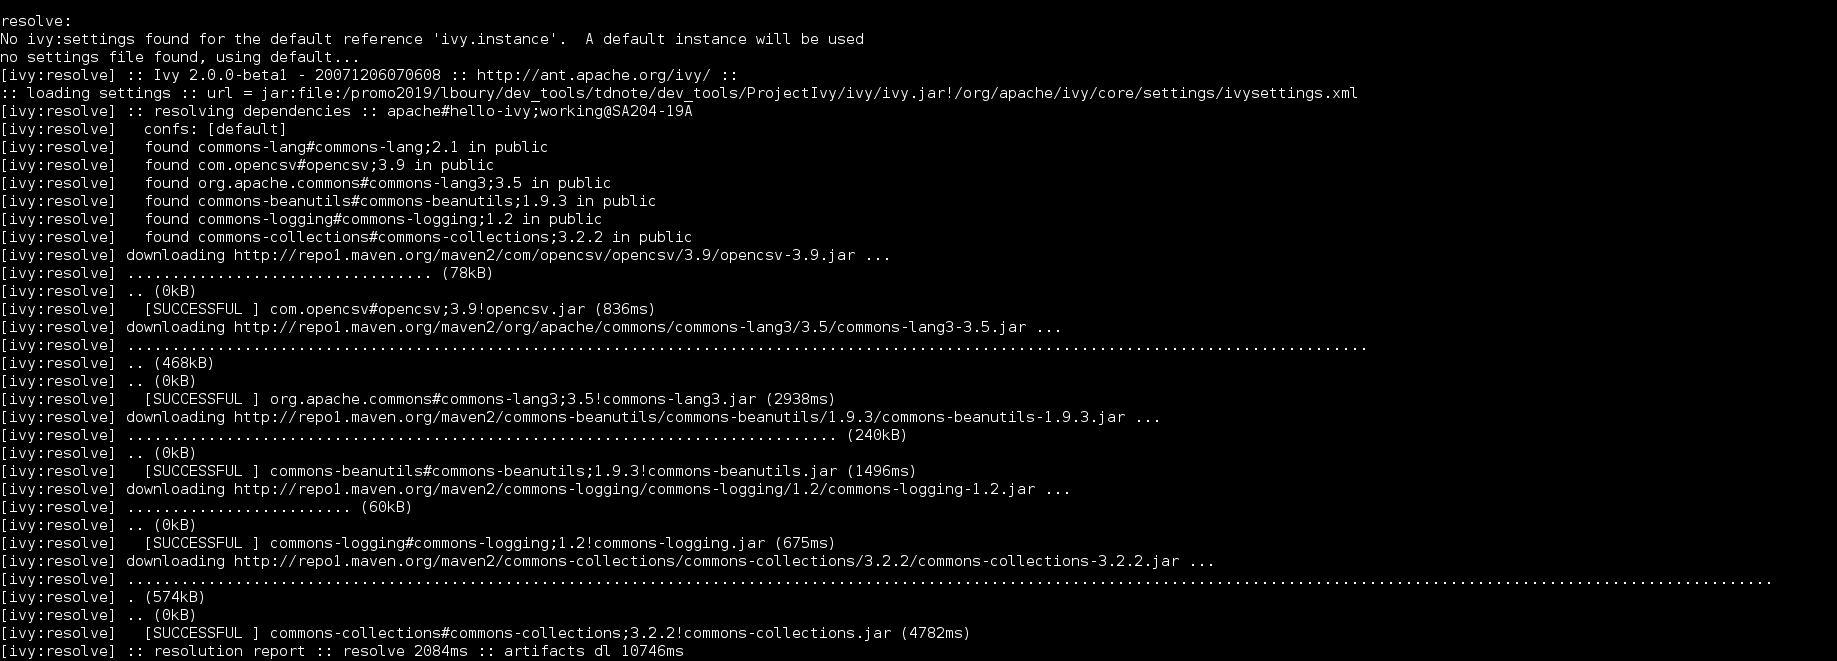 resolve:
No ivy:settings found for the default reference 'ivy.instance'.  A default instance will be used
no settings file found, using default...
[ivy:resolve] :: Ivy 2.0.0-beta1 - 20071206070608 :: http://ant.apache.org/ivy/ ::
:: loading settings :: url = jar:file:/promo2019/lboury/dev_tools/tdnote/dev_tools/ProjectIvy/ivy/ivy.jar!/org/apache/ivy/core/settings/ivysettings.xml
[ivy:resolve] :: resolving dependencies :: apache#hello-ivy;working@SA204-19A
[ivy:resolve]   confs: [default]
[ivy:resolve]   found commons-lang#commons-lang;2.1 in public
[ivy:resolve]   found com.opencsv#opencsv;3.9 in public
[ivy:resolve]   found org.apache.commons#commons-lang3;3.5 in public
[ivy:resolve]   found commons-beanutils#commons-beanutils;1.9.3 in public
[ivy:resolve]   found commons-logging#commons-logging;1.2 in public
[ivy:resolve]   found commons-collections#commons-collections;3.2.2 in public
[ivy:resolve] downloading http://repo1.maven.org/maven2/com/opencsv/opencsv/3.9/opencsv-3.9.jar ...
[ivy:resolve] .................................. (78kB)
[ivy:resolve] .. (0kB)
[ivy:resolve]   [SUCCESSFUL ] com.opencsv#opencsv;3.9!opencsv.jar (836ms)
[ivy:resolve] downloading http://repo1.maven.org/maven2/org/apache/commons/commons-lang3/3.5/commons-lang3-3.5.jar ...
[ivy:resolve] ..........................................................................................................................................
[ivy:resolve] .. (468kB)
[ivy:resolve] .. (0kB)
[ivy:resolve]   [SUCCESSFUL ] org.apache.commons#commons-lang3;3.5!commons-lang3.jar (2938ms)
[ivy:resolve] downloading http://repo1.maven.org/maven2/commons-beanutils/commons-beanutils/1.9.3/commons-beanutils-1.9.3.jar ...
[ivy:resolve] ............................................................................... (240kB)
[ivy:resolve] .. (0kB)
[ivy:resolve]   [SUCCESSFUL ] commons-beanutils#commons-beanutils;1.9.3!commons-beanutils.jar (1496ms)
[ivy:resolve] downloading http://repo1.maven.org/maven2/commons-logging/commons-logging/1.2/commons-logging-1.2.jar ...
[ivy:resolve] ......................... (60kB)
[ivy:resolve] .. (0kB)
[ivy:resolve]   [SUCCESSFUL ] commons-logging#commons-logging;1.2!commons-logging.jar (675ms)
[ivy:resolve] downloading http://repo1.maven.org/maven2/commons-collections/commons-collections/3.2.2/commons-collections-3.2.2.jar ...
[ivy:resolve] .......................................................................................................................................................................................
[ivy:resolve] . (574kB)
[ivy:resolve] .. (0kB)
[ivy:resolve]   [SUCCESSFUL ] commons-collections#commons-collections;3.2.2!commons-collections.jar (4782ms)
[ivy:resolve] :: resolution report :: resolve 2084ms :: artifacts dl 10746ms